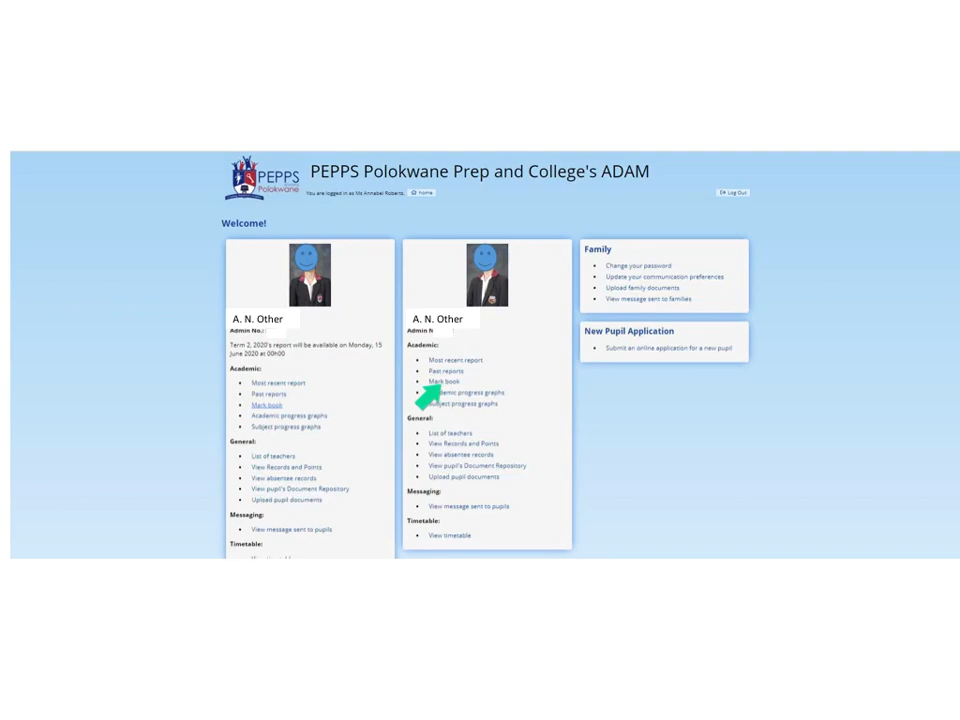 PEPPS
Polokwane
PEPPS Polokwane Prep and College's ADAM
You are logged in as Ms Annabel Roberts.
Home
Log Out
Welcome!
A. N. Other
Admin No.:
Term 2, 2020's report will be available on Monday, 15
June 2020 at 00h00
Academic:
Most recent report
Past reports
Mark book
Academic progress graphs
Subject progress graphs
General:
List of teachers
View Records and Points
View absentee records
View pupil's Document Repository
Upload pupil documents
Messaging:
View message sent to pupils
Timetable:
A. N. Other
Admin N
Academic:
Most recent report
Past reports
Mark book
demic progress graphs
ubject progress graphs
General:
List of teachers
View Records and Points
View absentee records
View pupil's Document Repository
Upload pupil documents
Messaging:
View message sent to pupils
Timetable:
View timetable
Family
Change your password
Update your communication preferences
Upload family documents
View message sent to families
New Pupil Application
Submit an online application for a new pupil